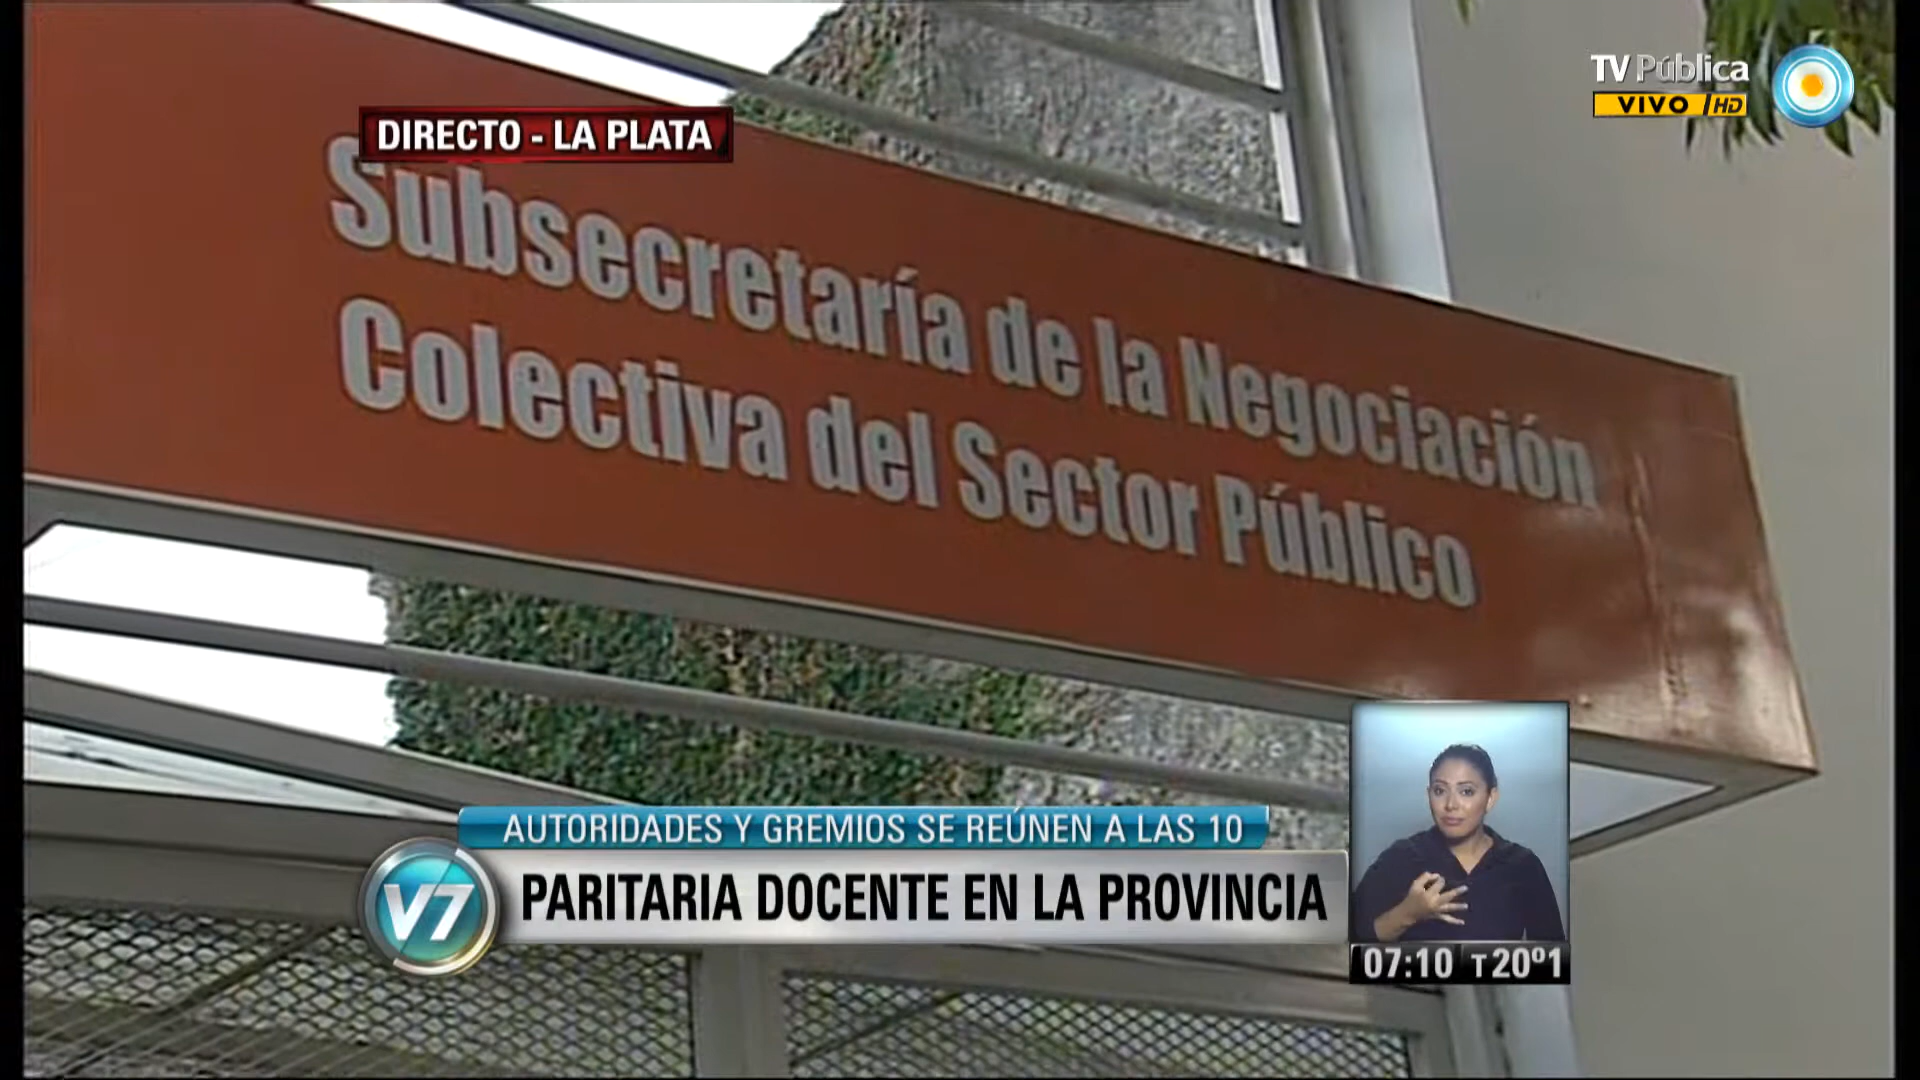 TV Pública
VIVO HD
DIRECTO - LA PLATA
Subsecretaría de la Negociación
Colectiva del Sector Público
AUTORIDADES Y GREMIOS SE REÚNEN A LAS 10
V7
PARITARIA DOCENTE EN LA PROVINCIA
07:10 T 20º1